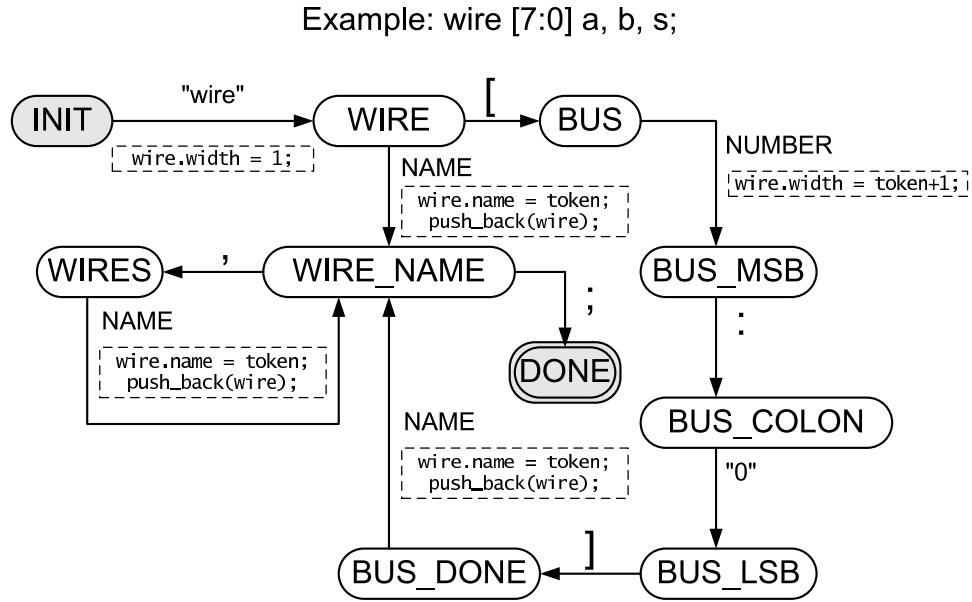 Example: wire [7:0] a, b, s;
INIT
"wire"
wire.width = 1;
WIRE
[
BUS
NUMBER
wire.width = token+1;
NAME
wire.name = token;
push_back(wire);
WIRES
,
WIRE_NAME
;
DONE
BUS_MSB
:
NAME
wire.name = token;
push_back(wire);
BUS_COLON
NAME
wire.name = token;
push_back(wire);
"0"
BUS_DONE
]
BUS_LSB